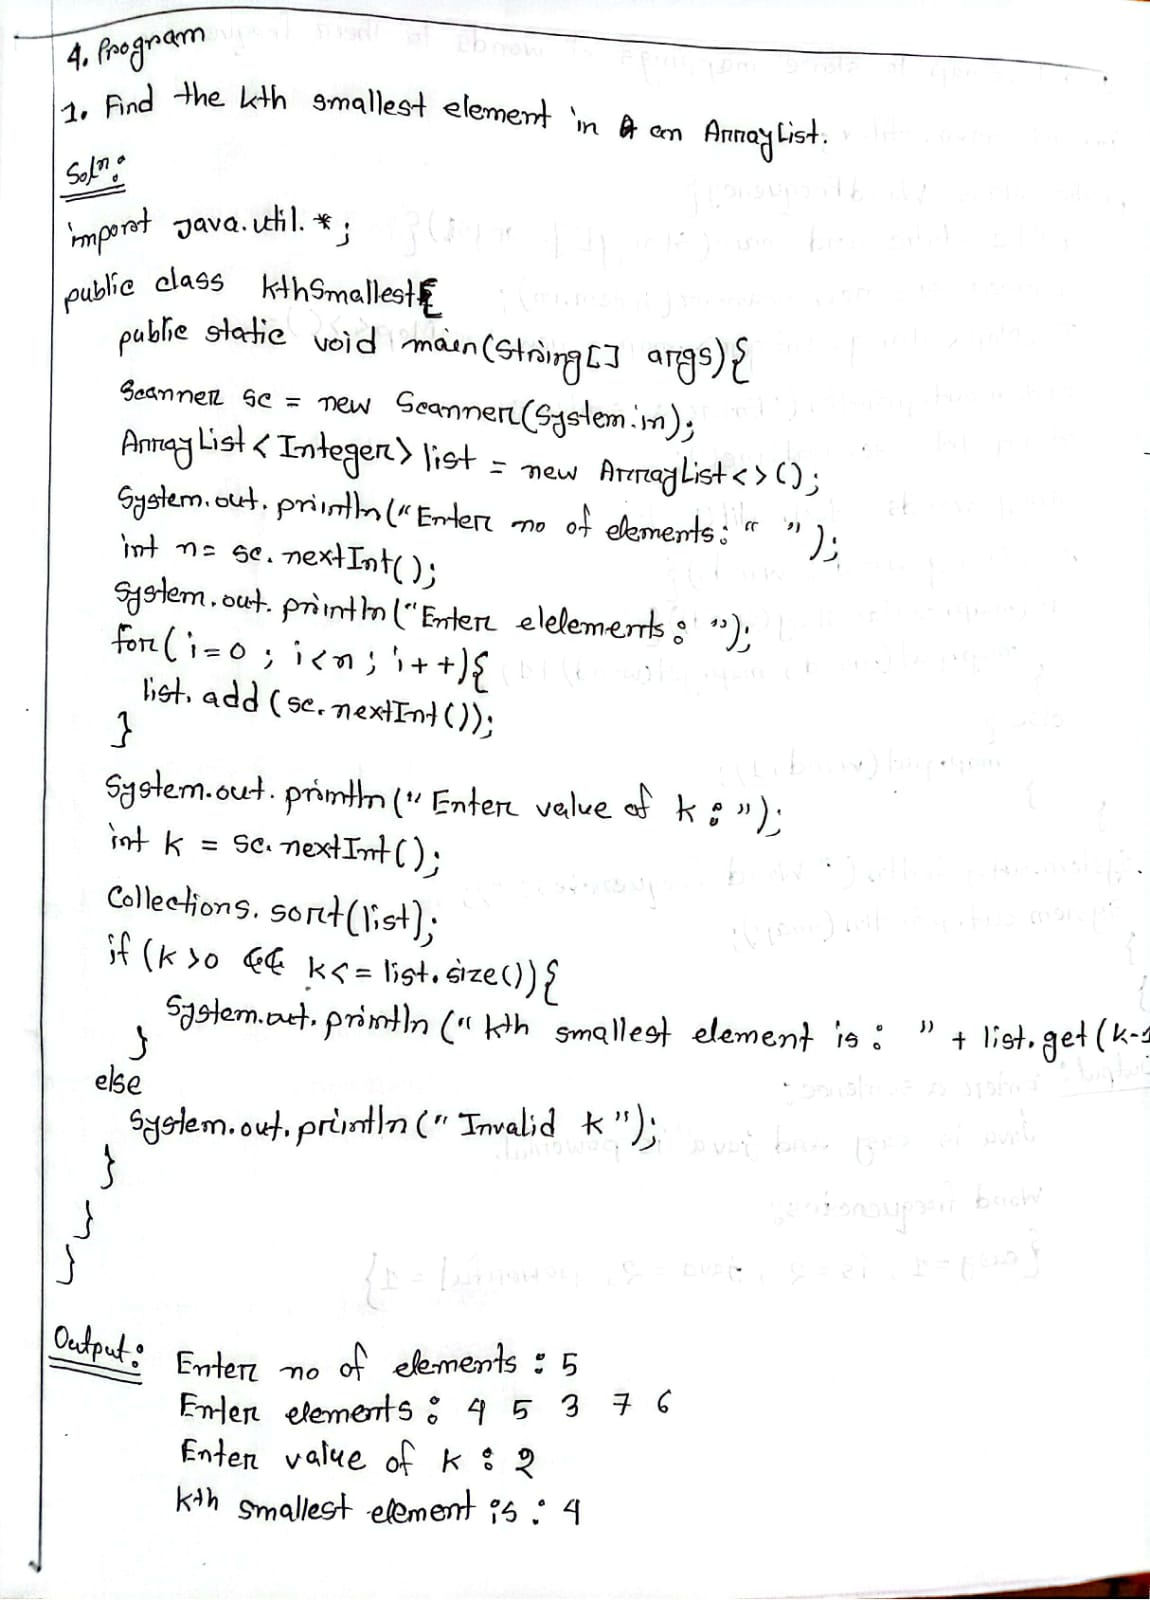 4. Program
1. Find the kth smallest element in an ArrayList.
Soln:
import java.util.*;
public class kthSmallest{
public static void main(String[] args){
Scanner sc = new Scanner(System.in);
ArrayList<Integer> list = new ArrayList<>();
System.out.println("Enter no of elements: " ");
int n = sc.nextInt();
System.out.println("Enter elelements: ");
for(i=0; i<n; i++){
list.add(sc.nextInt());
}
System.out.println("Enter value of k: ");
int k = sc.nextInt();
Collections.sort(list);
if (k>0 && k<= list.size()){
System.out.println("kth smallest element is: " + list.get(k-1
}
else
System.out.println("Invalid k");
}
}
}
Output:
Enter no of elements: 5
Enter elements: 4 5 3 7 6
Enter value of k: 2
kth smallest element is: 4